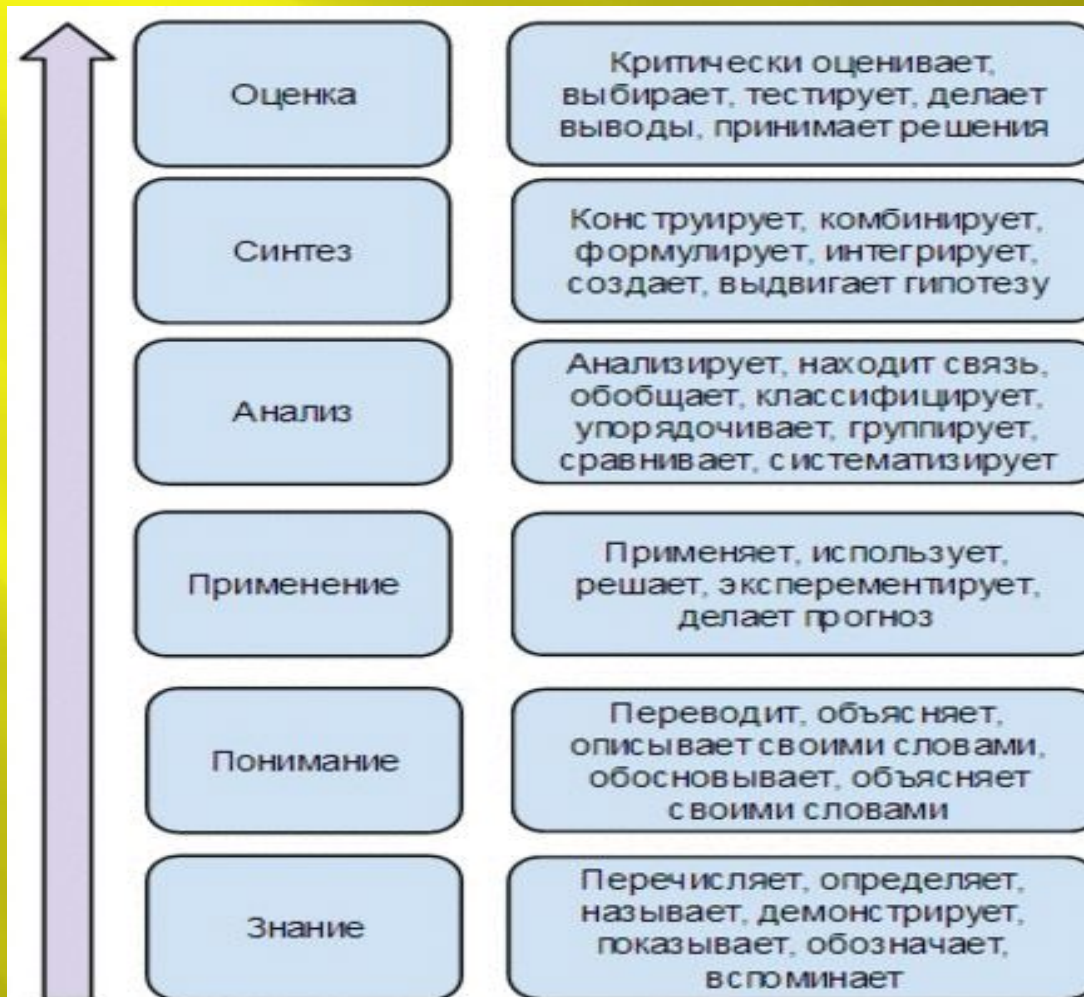 Оценка
Критически оценивает,
выбирает, тестирует, делает
выводы, принимает решения
Синтез
Конструирует, комбинирует,
формулирует, интегрирует,
создает, выдвигает гипотезу
Анализ
Анализирует, находит связь,
обобщает, классифицирует,
упорядочивает, группирует,
сравнивает, систематизирует
Применение
Применяет, использует,
решает, эксперементирует,
делает прогноз
Понимание
Переводит, объясняет,
описывает своими словами,
обосновывает, объясняет
своими словами
Знание
Перечисляет, определяет,
называет, демонстрирует,
показывает, обозначает,
вспоминает